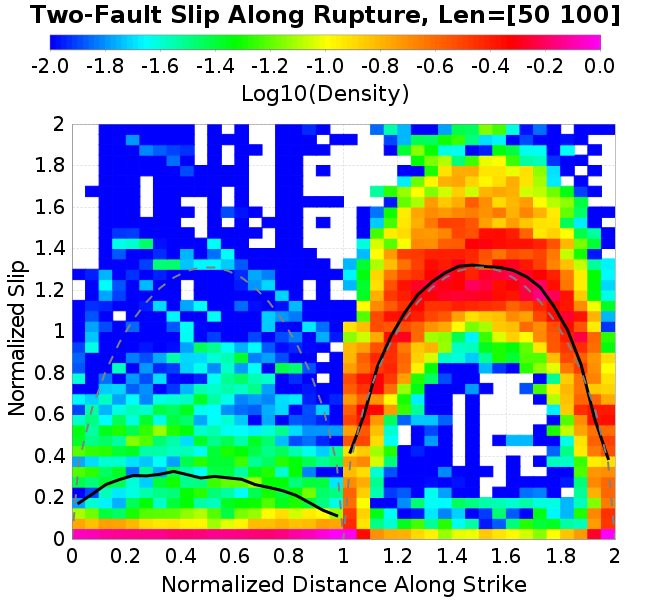 Two-Fault Slip Along Rupture, Len=[50 100]
-2.0 -1.8 -1.6 -1.4 -1.2 -1.0 -0.8 -0.6 -0.4 -0.2 0.0
Log10(Density)
2
1.8
1.6
1.4
1.2
1
0.8
0.6
0.4
0.2
0
Normalized Slip
0 0.2 0.4 0.6 0.8 1 1.2 1.4 1.6 1.8 2
Normalized Distance Along Strike